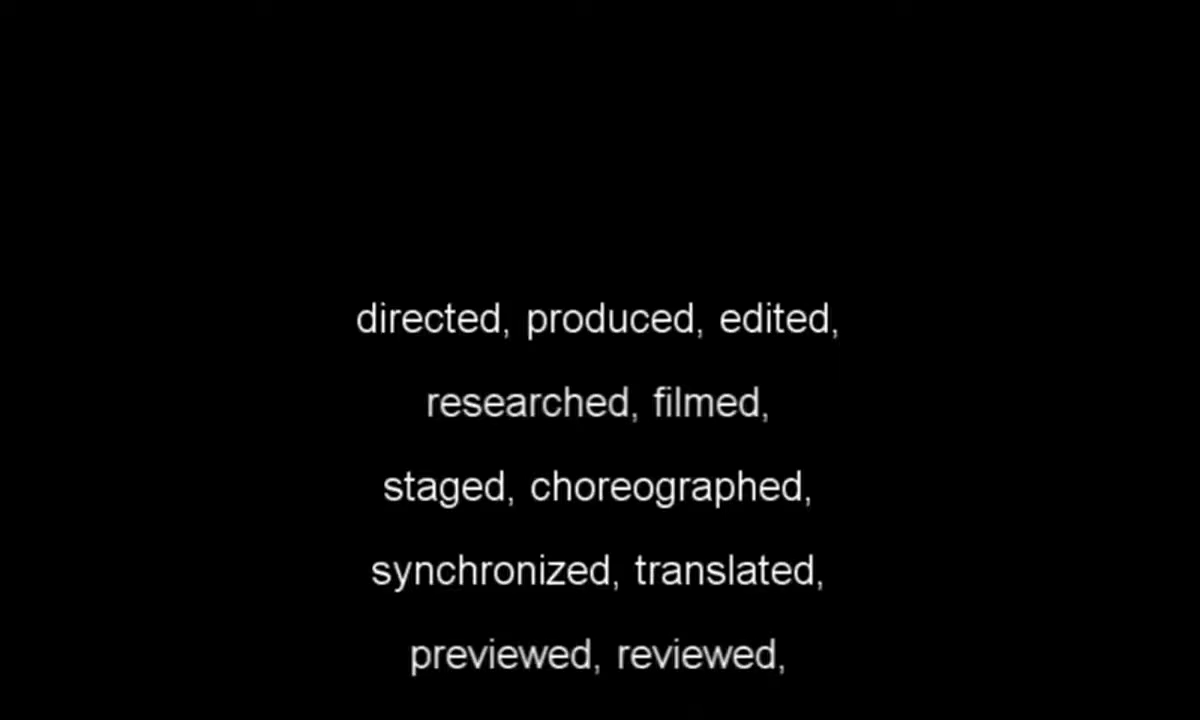 directed, produced, edited,
researched, filmed,
staged, choreographed,
synchronized, translated,
previewed, reviewed,